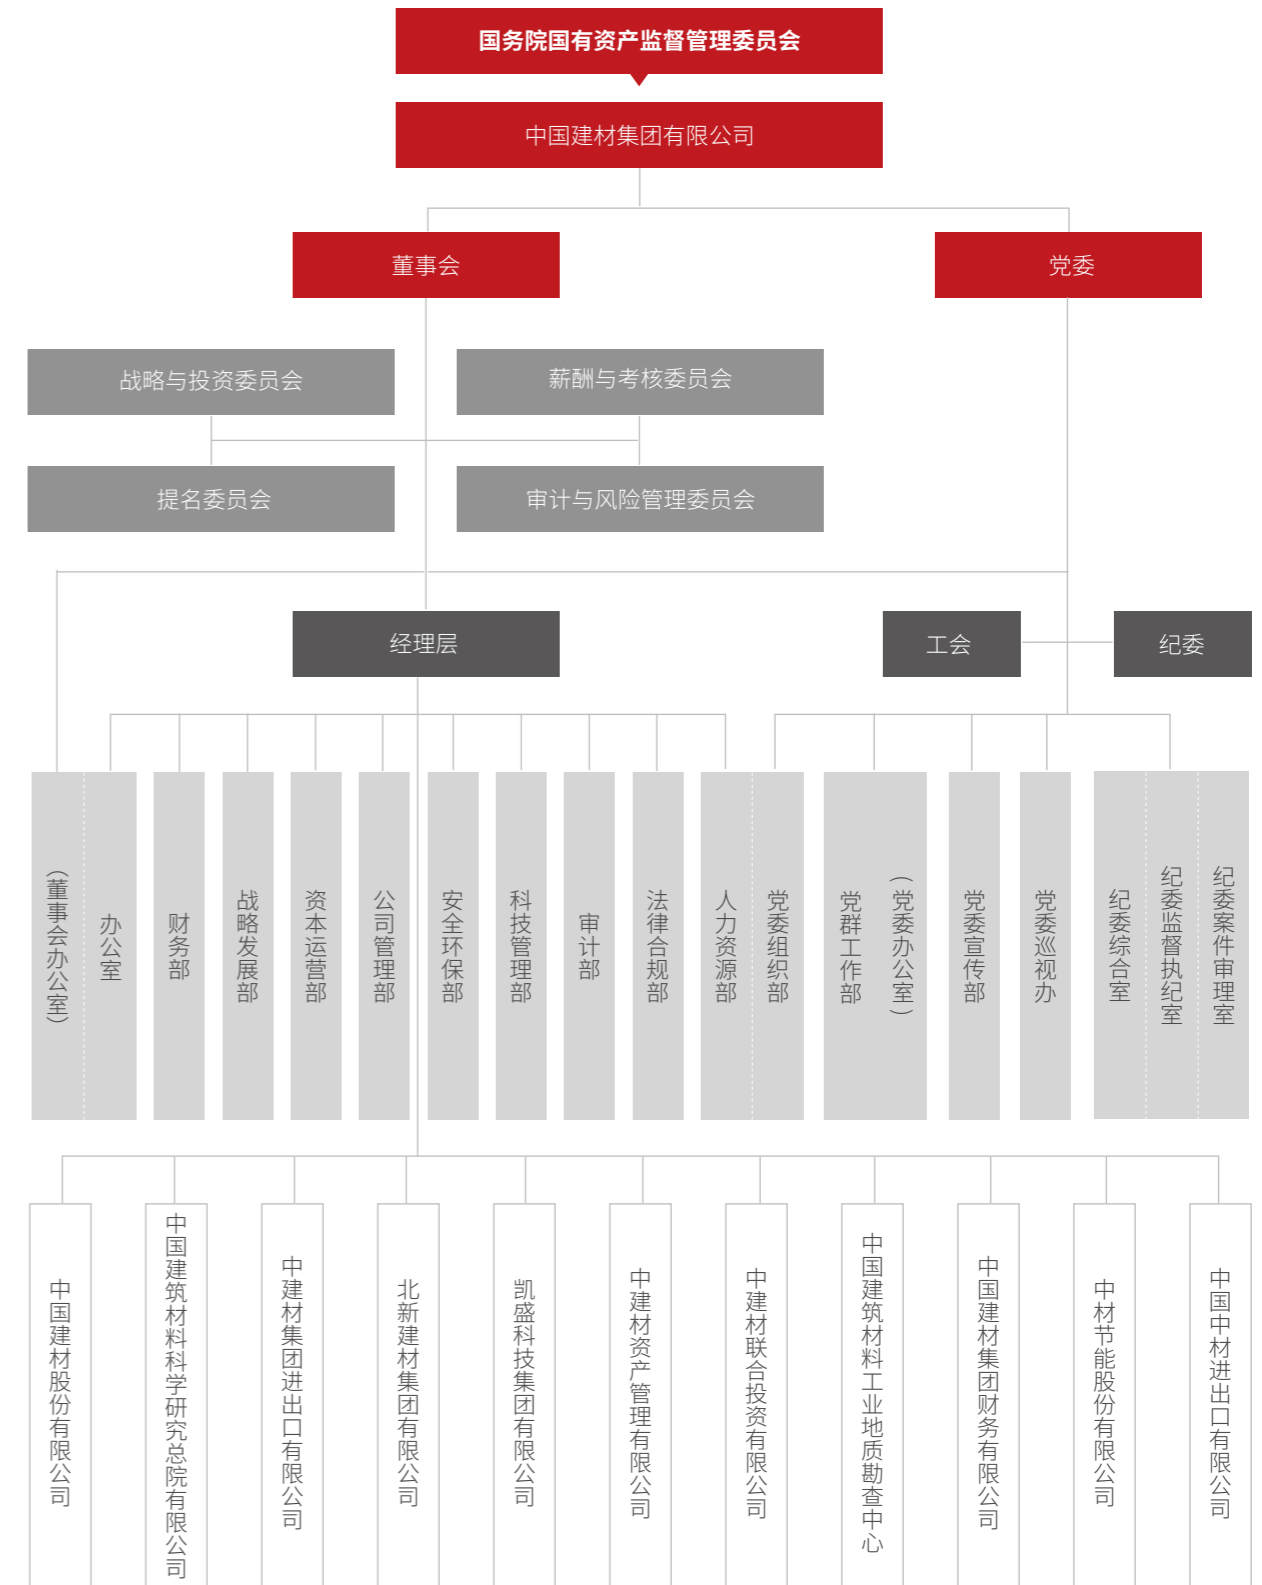 国务院国有资产监督管理委员会
中国建材集团有限公司
董事会
党委
战略与投资委员会
薪酬与考核委员会
提名委员会
审计与风险管理委员会
经理层
工会
纪委
（董事会办公室）
办公室
财务部
战略发展部
资本运营部
公司管理部
安全环保部
科技管理部
审计部
法律合规部
人力资源部
党委组织部
党群工作部
（党委办公室）
党委宣传部
党委巡视办
纪委综合室
纪委监督执纪室
纪委案件审理室
中国建材股份有限公司
中国建筑材料科学研究总院有限公司
中建材集团进出口有限公司
北新建材集团有限公司
凯盛科技集团有限公司
中建材资产管理有限公司
中建材联合投资有限公司
中国建筑材料工业地质勘查中心
中国建材集团财务有限公司
中材节能股份有限公司
中国中材进出口有限公司